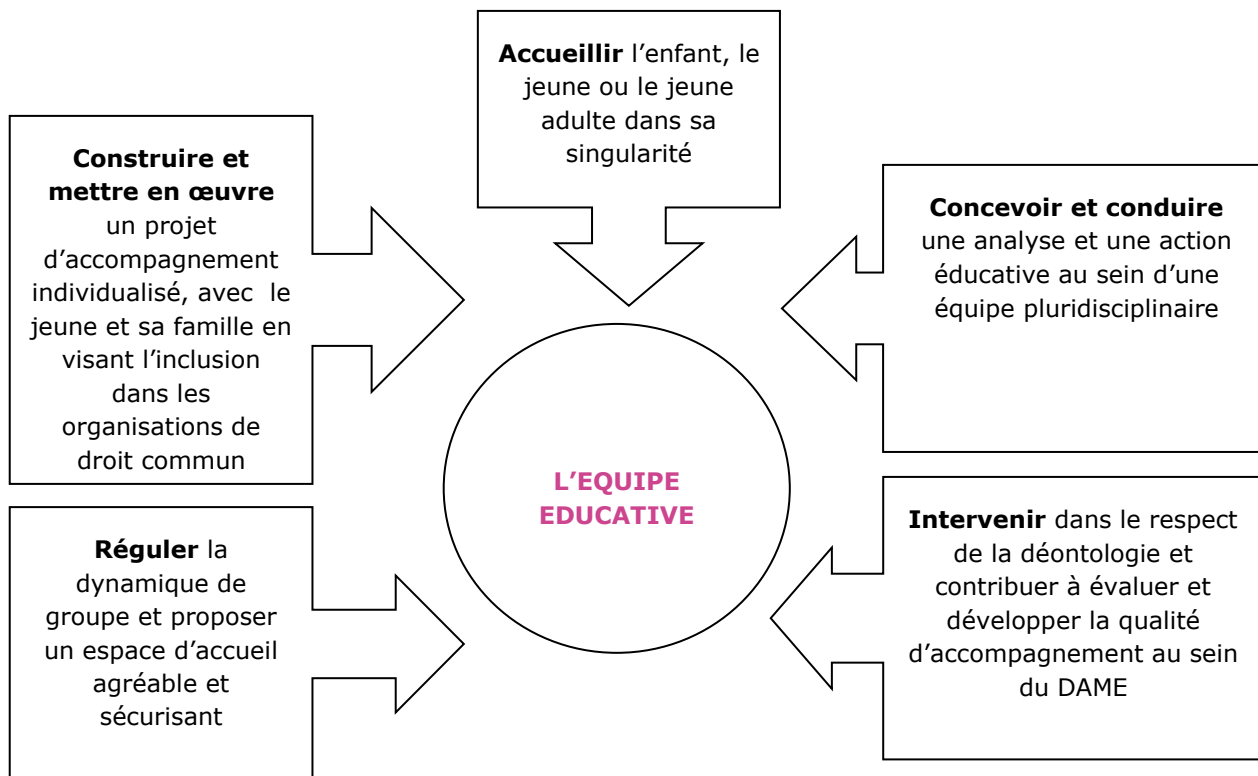 Accueillir l’enfant, le
jeune ou le jeune
adulte dans sa
singularité
Construire et
mettre en œuvre
un projet
d’accompagnement
individualisé, avec le
jeune et sa famille en
visant l’inclusion
dans les
organisations de
droit commun
Concevoir et conduire
une analyse et une action
éducative au sein d’une
équipe pluridisciplinaire
L’EQUIPE
EDUCATIVE
Réguler la
dynamique de
groupe et proposer
un espace d’accueil
agréable et
sécurisant
Intervenir dans le respect
de la déontologie et
contribuer à évaluer et
développer la qualité
d’accompagnement au sein
du DAME